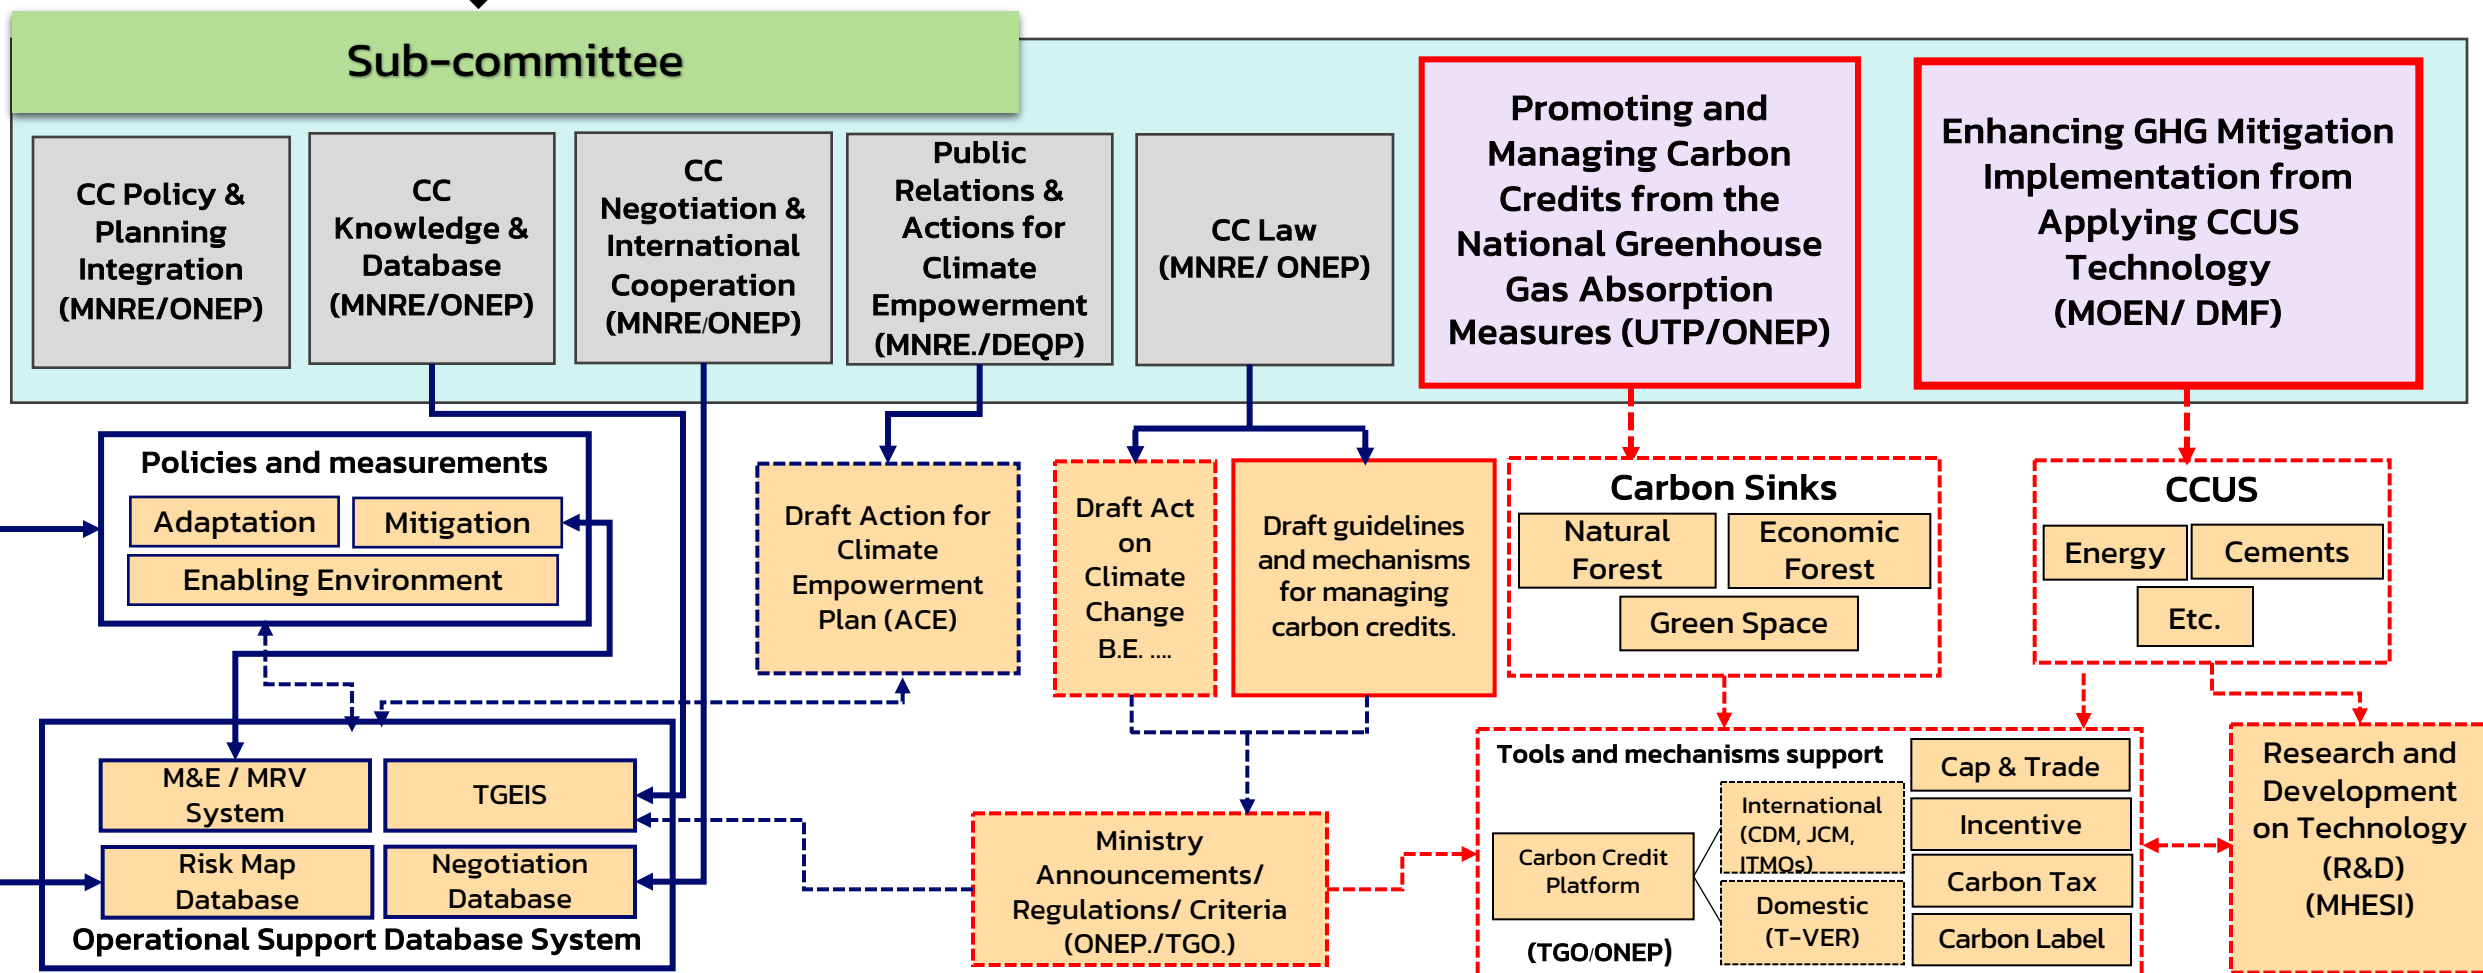 Sub-committee
CC Policy &
Planning
Integration
(MNRE/ONEP)
CC
Knowledge &
Database
(MNRE/ONEP)
CC
Negotiation &
International
Cooperation
(MNRE/ONEP)
Public
Relations &
Actions for
Climate
Empowerment
(MNRE./DEQP)
CC Law
(MNRE/ ONEP)
Promoting and
Managing Carbon
Credits from the
National Greenhouse
Gas Absorption
Measures (UTP/ONEP)
Enhancing GHG Mitigation
Implementation from
Applying CCUS
Technology
(MOEN/ DMF)
Policies and measurements
Adaptation
Mitigation
Enabling Environment
Draft Action for
Climate
Empowerment
Plan (ACE)
Draft Act
on
Climate
Change
B.E. ....
Draft guidelines
and mechanisms
for managing
carbon credits.
Carbon Sinks
Natural
Forest
Economic
Forest
Green Space
CCUS
Energy
Cements
Etc.
M&E / MRV
System
TGEIS
Risk Map
Database
Negotiation
Database
Operational Support Database System
Ministry
Announcements/
Regulations/ Criteria
(ONEP./TGO.)
Tools and mechanisms support
Carbon Credit
Platform
(TGO/ONEP)
International
(CDM, JCM,
ITMOs)
Domestic
(T-VER)
Cap & Trade
Incentive
Carbon Tax
Carbon Label
Research and
Development
on Technology
(R&D)
(MHESI)